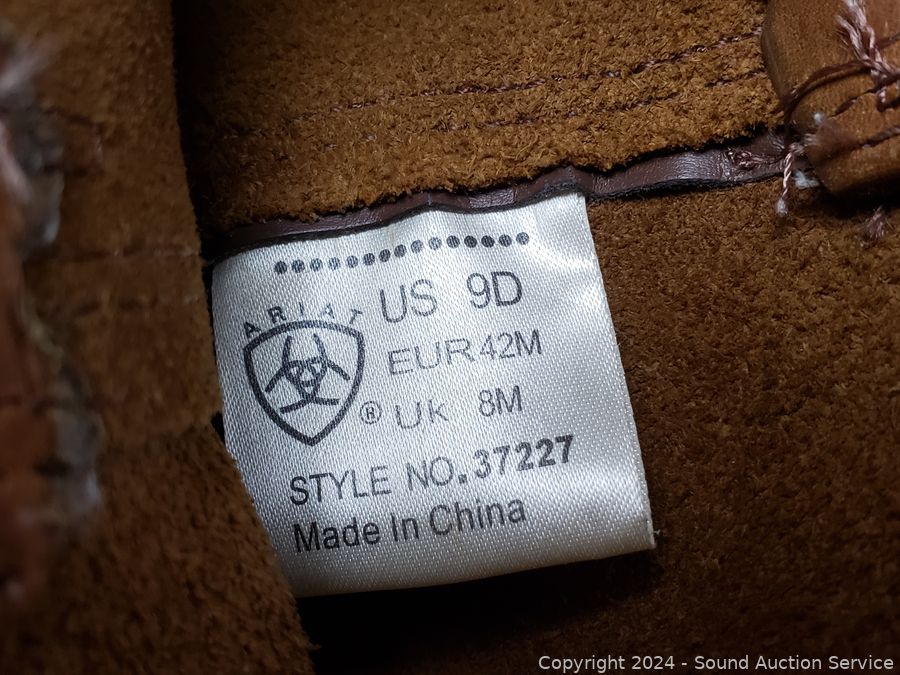 ARIAT
®
US 9D
EUR 42M
Uk 8M
STYLE NO.37227
Made In China
Copyright 2024 - Sound Auction Service